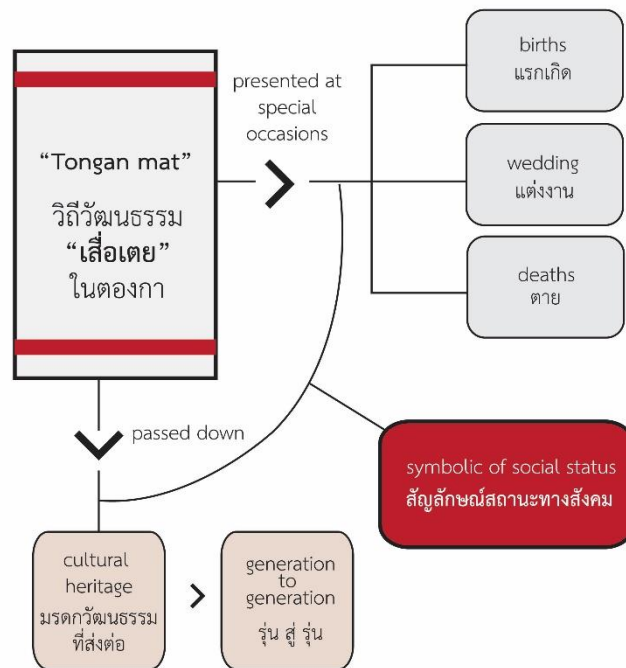 “Tongan mat”
วิถีวัฒนธรรม
“เสื่อเตย”
ในตองกา
presented at
special
occasions
births
แรกเกิด
wedding
แต่งงาน
deaths
ตาย
passed down
symbolic of social status
สัญลักษณ์สถานะทางสังคม
cultural
heritage
มรดกวัฒนธรรม
ที่ส่งต่อ
generation
to
generation
รุ่น สู่ รุ่น